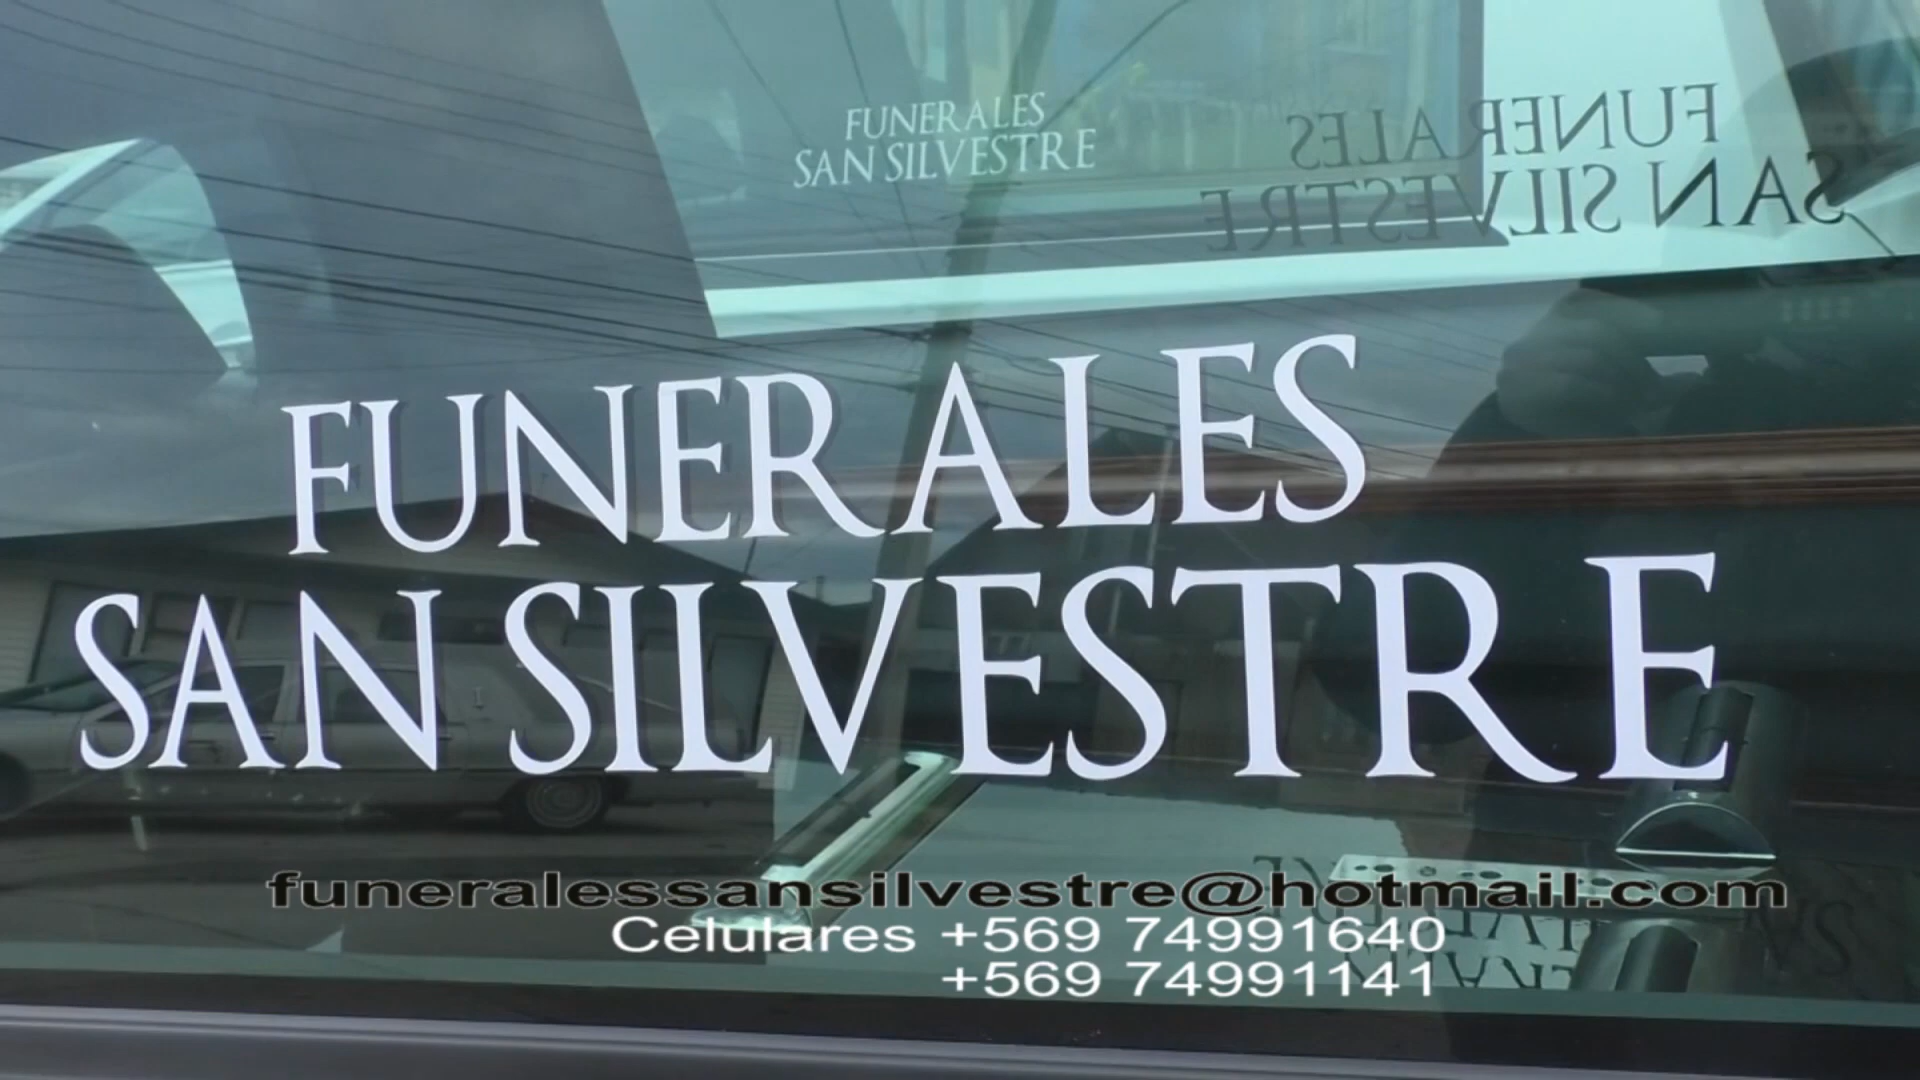 FUNERALES
SAN SILVESTRE
FUNERALES
SAN SILVESTRE
FUNERALES
SAN SILVESTRE
funeralessansilvestre@hotmail.com
Celulares +569 74991640
+569 74991141